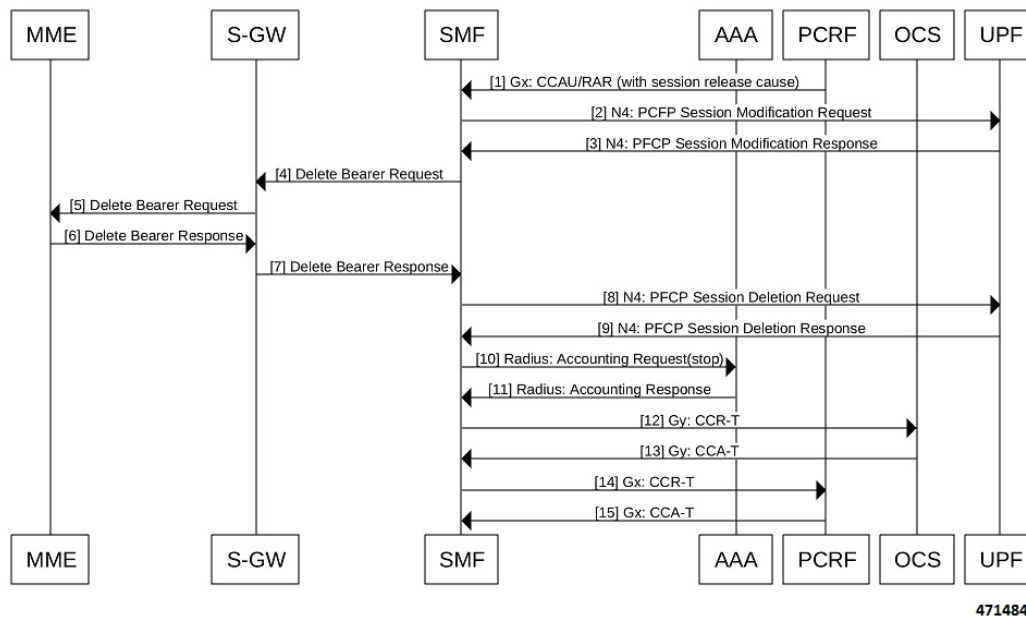 MME S-GW SMF AAA PCRF OCS UPF
[1] Gx: CCAU/RAR (with session release cause)
[2] N4: PCFP Session Modification Request
[3] N4: PFCP Session Modification Response
[4] Delete Bearer Request
[5] Delete Bearer Request
[6] Delete Bearer Response
[7] Delete Bearer Response
[8] N4: PFCP Session Deletion Request
[9] N4: PFCP Session Deletion Response
[10] Radius: Accounting Request(stop)
[11] Radius: Accounting Response
[12] Gy: CCR-T
[13] Gy: CCA-T
[14] Gx: CCR-T
[15] Gx: CCA-T
MME S-GW SMF AAA PCRF OCS UPF
471484